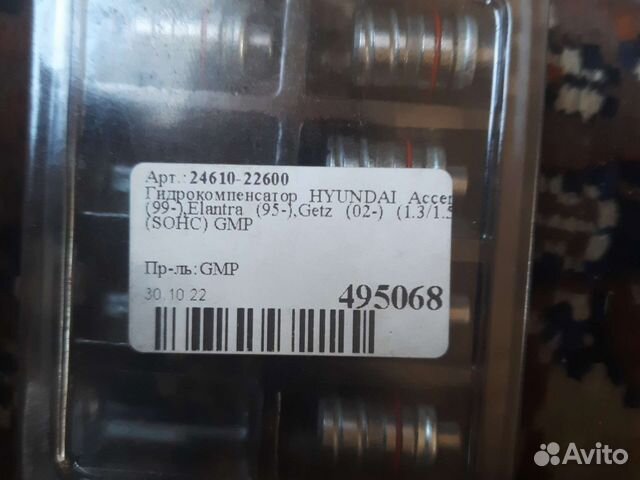 Арт.:24610-22600
Гидрокомпенсатор HYUNDAI Accen
(99-),Elantra (95-),Getz (02-) (1.3/1.5
(SOHC) GMP
Пр-ль:GMP
30.10.22 495068
Avito